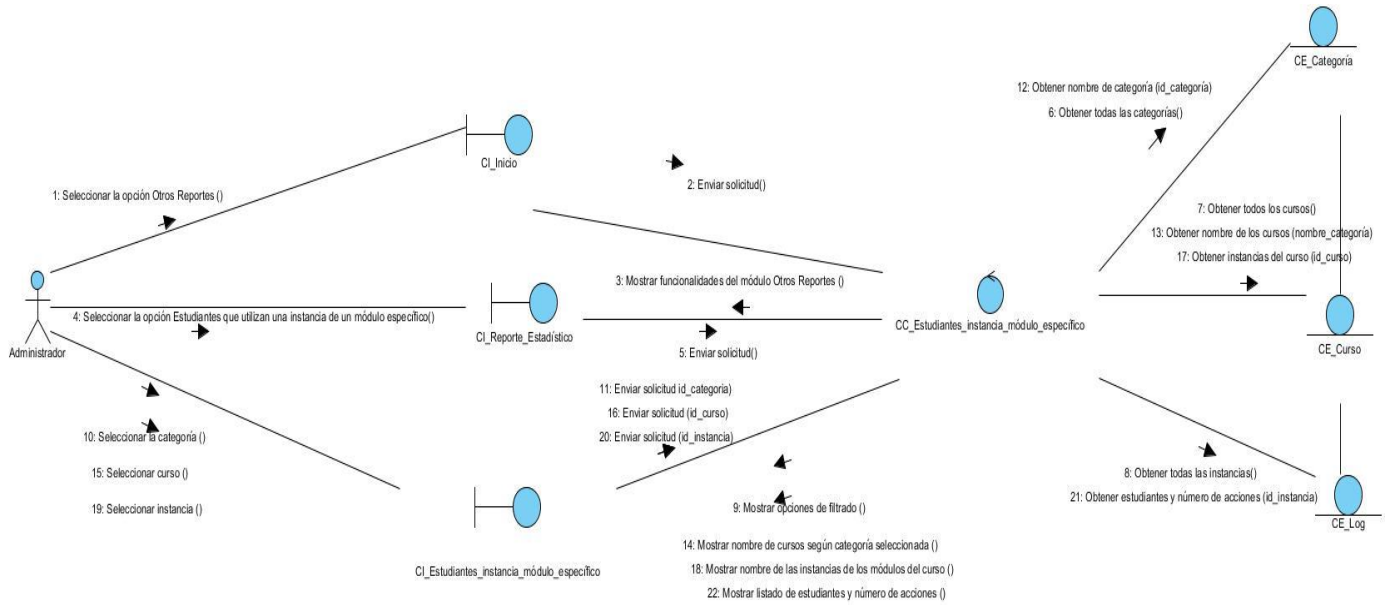 CE_Categoría
12: Obtener nombre de categoría (id_categoría)
6: Obtener todas las categorías()
CI_Inicio
2: Enviar solicitud()
1: Seleccionar la opción Otros Reportes ()
7: Obtener todos los cursos()
13: Obtener nombre de los cursos (nombre_categoría)
17: Obtener instancias del curso (id_curso)
3: Mostrar funcionalidades del módulo Otros Reportes ()
4: Seleccionar la opción Estudiantes que utilizan una instancia de un módulo específico()
CC_Estudiantes_instancia_módulo_específico
CI_Reporte_Estadístico
Administrador
5: Enviar solicitud()
CE_Curso
11: Enviar solicitud id_categoria)
16: Enviar solicitud (id_curso)
20: Enviar solicitud (id_instancia)
10: Seleccionar la categoría ()
15: Seleccionar curso ()
19: Seleccionar instancia ()
8: Obtener todas las instancias()
21: Obtener estudiantes y número de acciones (id_instancia)
CE_Log
9: Mostrar opciones de filtrado ()
14: Mostrar nombre de cursos según categoría seleccionada ()
18: Mostrar nombre de las instancias de los módulos del curso ()
22: Mostrar listado de estudiantes y número de acciones ()
CI_Estudiantes_instancia_módulo_específico